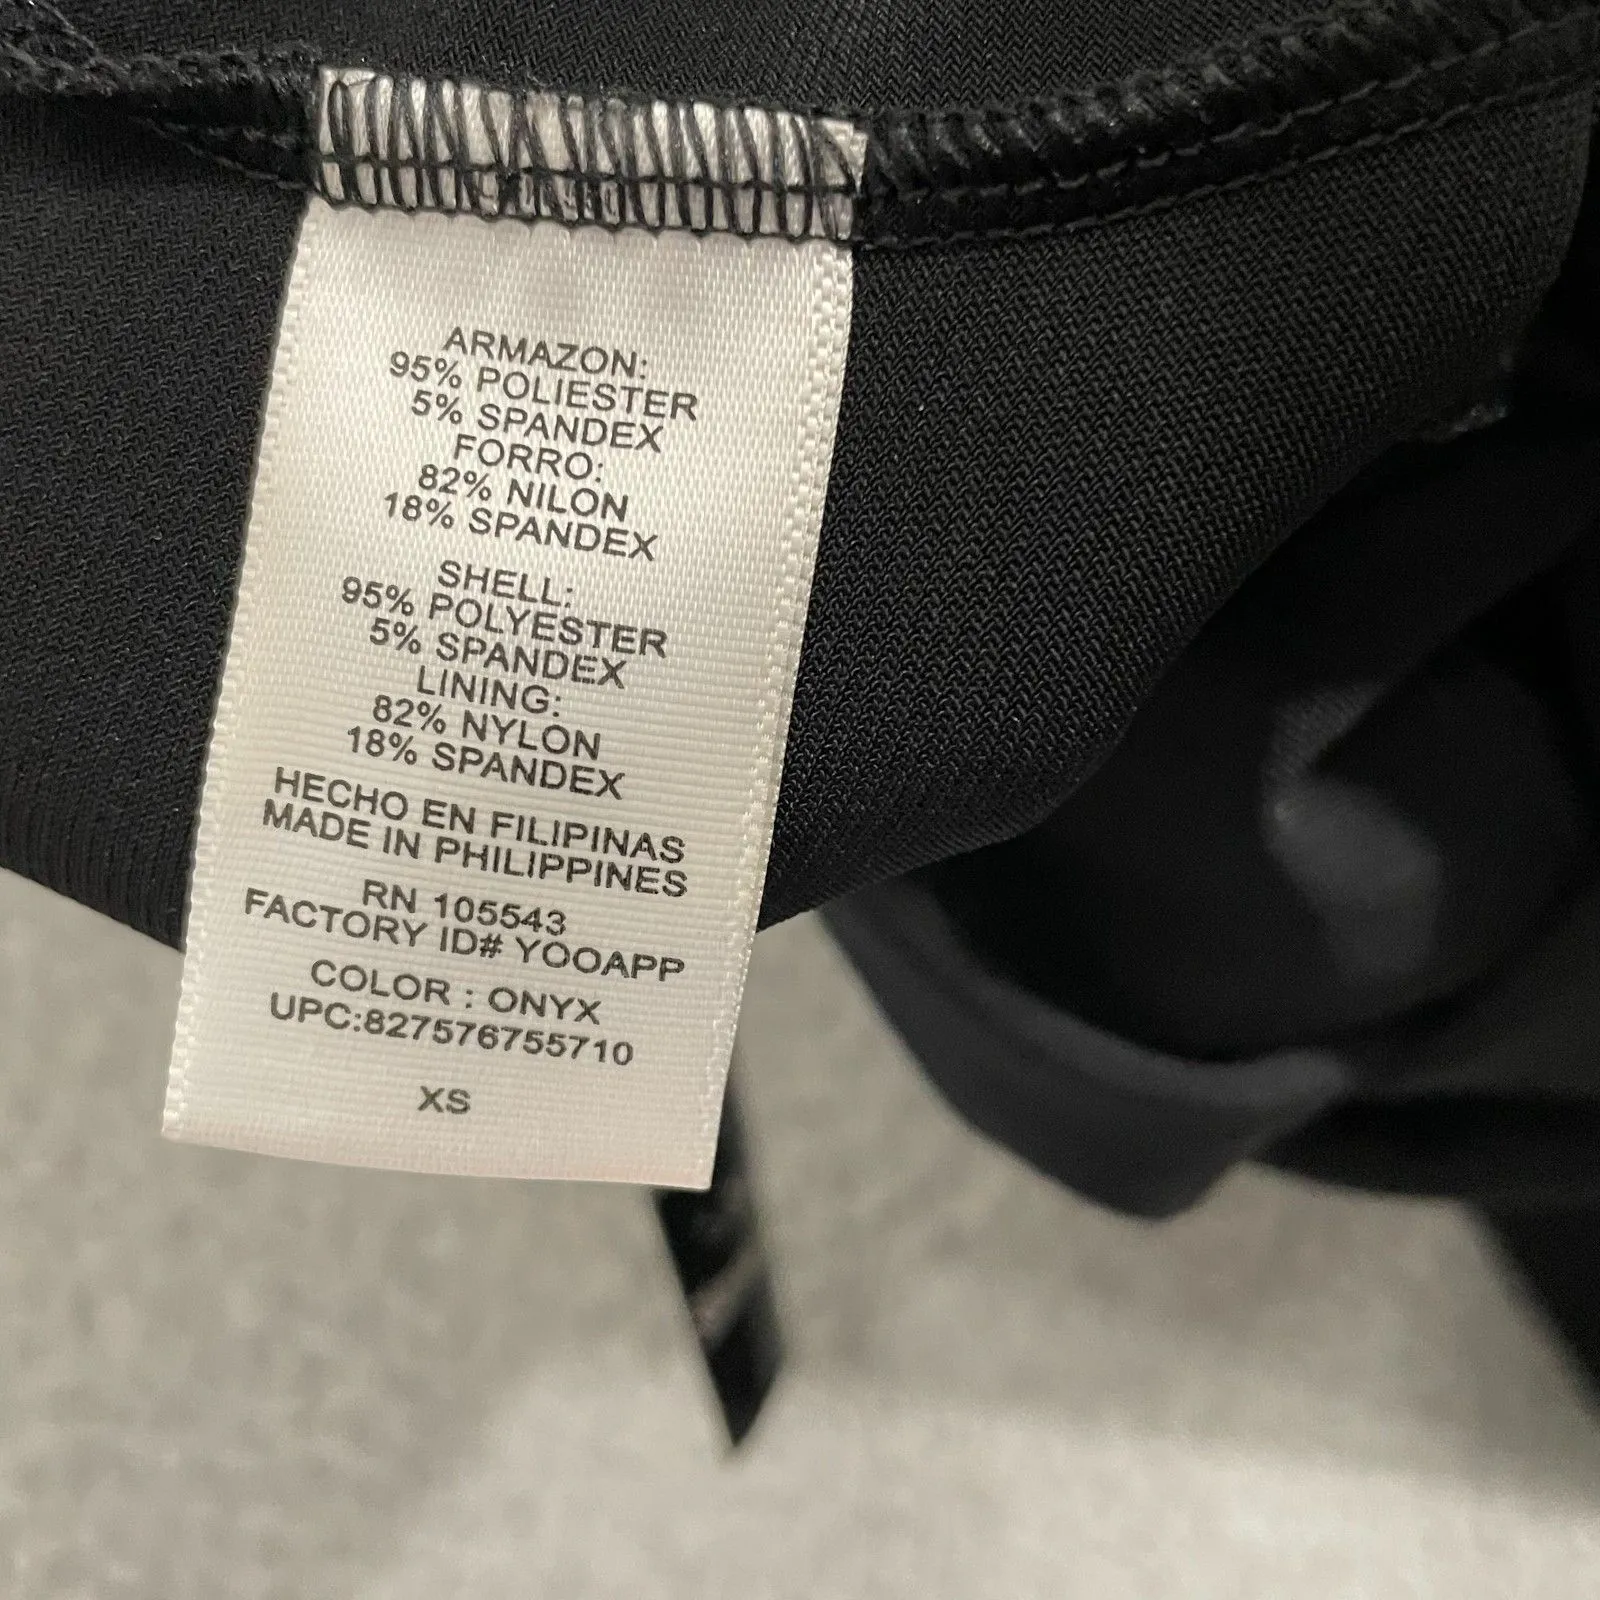 ARMAZON:
95% POLIESTER
5% SPANDEX
FORRO:
82% NILON
18% SPANDEX
SHELL:
95% POLYESTER
5% SPANDEX
LINING:
82% NYLON
18% SPANDEX
HECHO EN FILIPINAS
MADE IN PHILIPPINES
RN 105543
FACTORY ID# YOOAPP
COLOR : ONYX
UPC:827576755710
XS